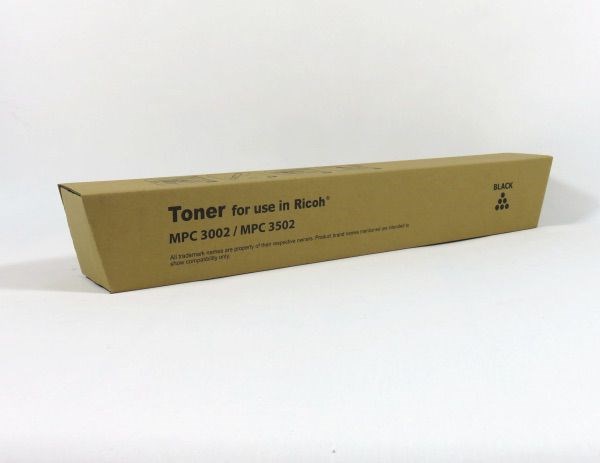 Toner for use in Ricoh®
MPC 3002 / MPC 3502
All trademark names are property of their respective owners. Product brand names mentioned are intended to
show compatibility only.
BLACK